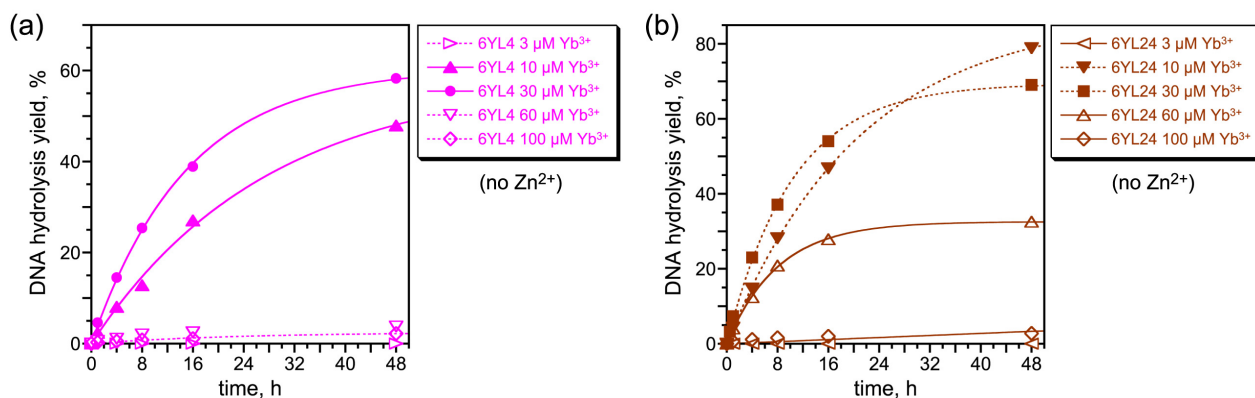 (a)
DNA hydrolysis yield, %
60
40
20
0
0 8 16 24 32 40 48
time, h
6YL4 3 µM Yb³⁺
6YL4 10 µM Yb³⁺
6YL4 30 µM Yb³⁺
6YL4 60 µM Yb³⁺
6YL4 100 µM Yb³⁺
(no Zn²⁺)
(b)
DNA hydrolysis yield, %
80
60
40
20
0
0 8 16 24 32 40 48
time, h
6YL24 3 µM Yb³⁺
6YL24 10 µM Yb³⁺
6YL24 30 µM Yb³⁺
6YL24 60 µM Yb³⁺
6YL24 100 µM Yb³⁺
(no Zn²⁺)